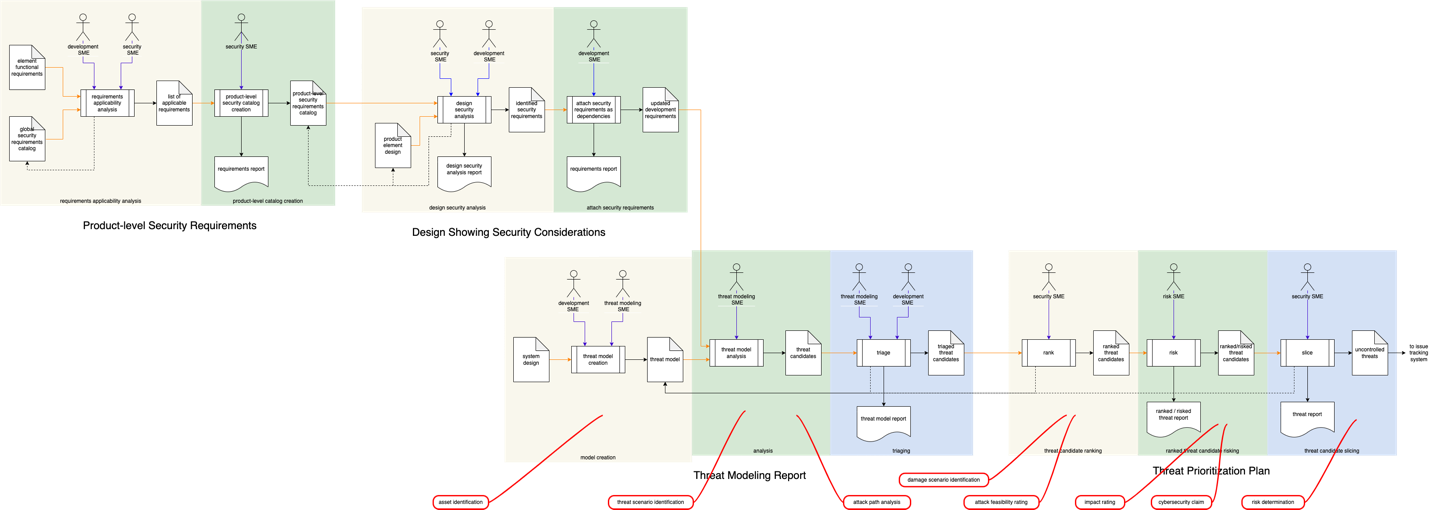 development
SME
security
SME
element
functional
requirements
global
security
requirements
catalog
requirements
applicability
analysis
list of
applicable
requirements
requirements applicability analysis
security SME
product-level
security catalog
creation
product-level
security
requirements
catalog
requirements report
product-level catalog creation
Product-level Security Requirements
security
SME
development
SME
design
security
analysis
product
element
design
identified
security
requirements
design security
analysis report
design security analysis
development
SME
attach security
requirements as
dependencies
updated
development
requirements
requirements report
attach security requirements
Design Showing Security Considerations
development
SME
threat modeling
SME
system
design
threat model
creation
threat model
model creation
threat modeling
SME
threat model
analysis
threat
candidates
analysis
threat modeling
SME
development
SME
triage
triaged
threat
candidates
threat model report
triaging
Threat Modeling Report
security SME
rank
ranked
threat
candidates
threat candidate ranking
risk SME
risk
ranked/risked
threat
candidates
ranked / risked
threat report
ranked threat candidate risking
security SME
slice
uncontrolled
threats
to issue
tracking
system
threat report
threat candidate slicing
Threat Prioritization Plan
asset identification
threat scenario identification
attack path analysis
damage scenario identification
attack feasibility rating
impact rating
cybersecurity claim
risk determination